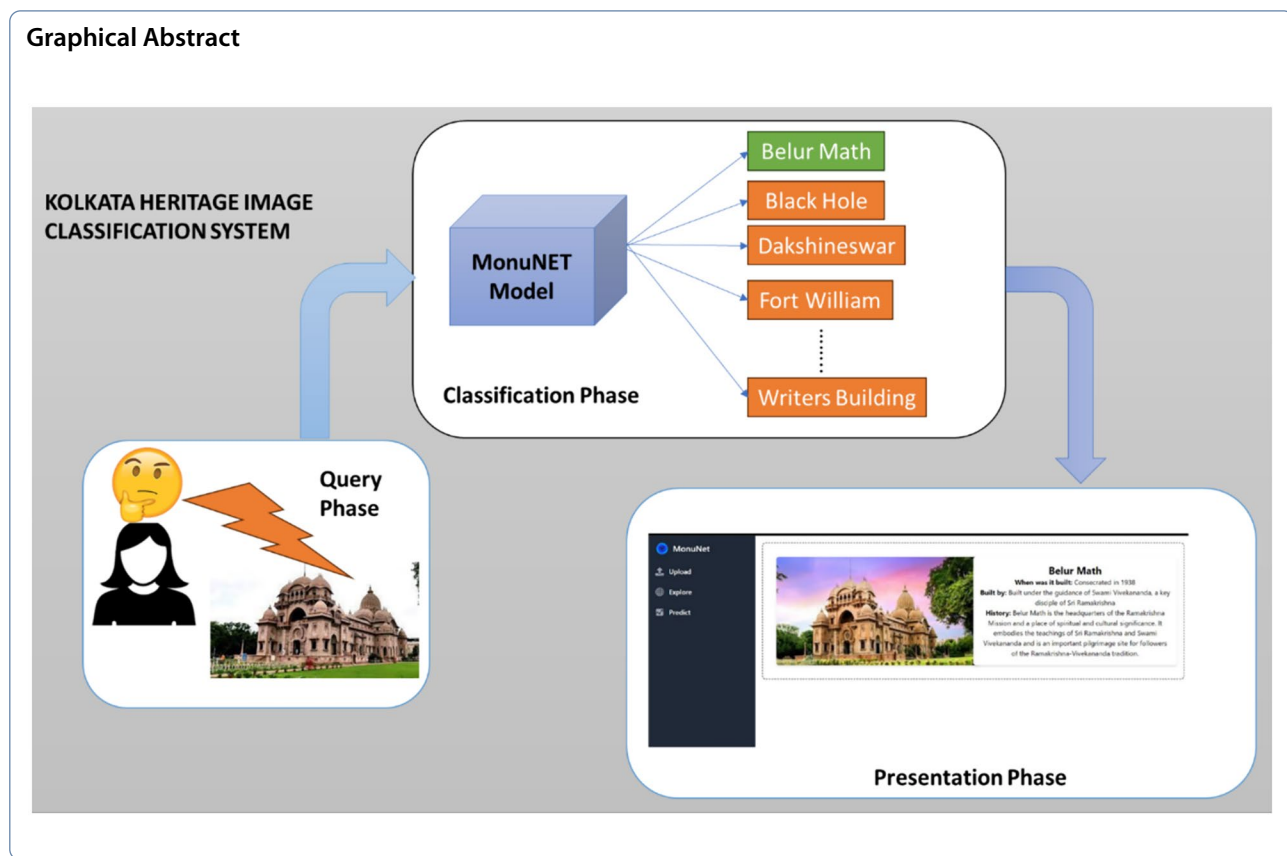 Graphical Abstract
KOLKATA HERITAGE IMAGE
CLASSIFICATION SYSTEM
MonuNET
Model
Classification Phase
Belur Math
Black Hole
Dakshineswar
Fort William
Writers Building
Query
Phase
MonuNet
Upload
Explore
Predict
Belur Math
When was it built: Consecrated in 1938
Built by: Built under the guidance of Swami Vivekananda, a key
disciple of Sri Ramakrishna
History: Belur Math is the headquarters of the Ramakrishna
Mission and a place of spiritual and cultural significance. It
embodies the teachings of Sri Ramakrishna and Swami
Vivekananda and is an important pilgrimage site for followers
of the Ramakrishna-Vivekananda tradition.
Presentation Phase